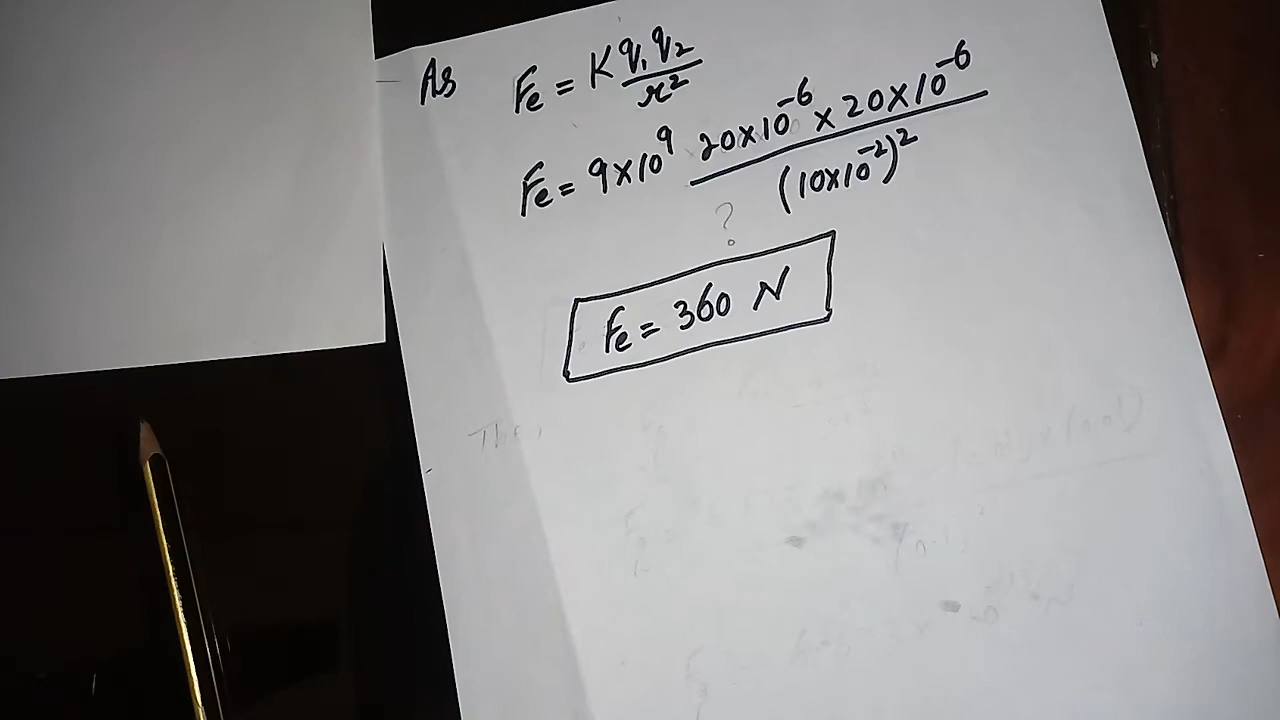 As Fe = K q₁q₂/r²
Fe = 9×10⁹ 20×10⁻⁶ × 20×10⁻⁶/(10×10⁻²)²
?
Fe = 360 N